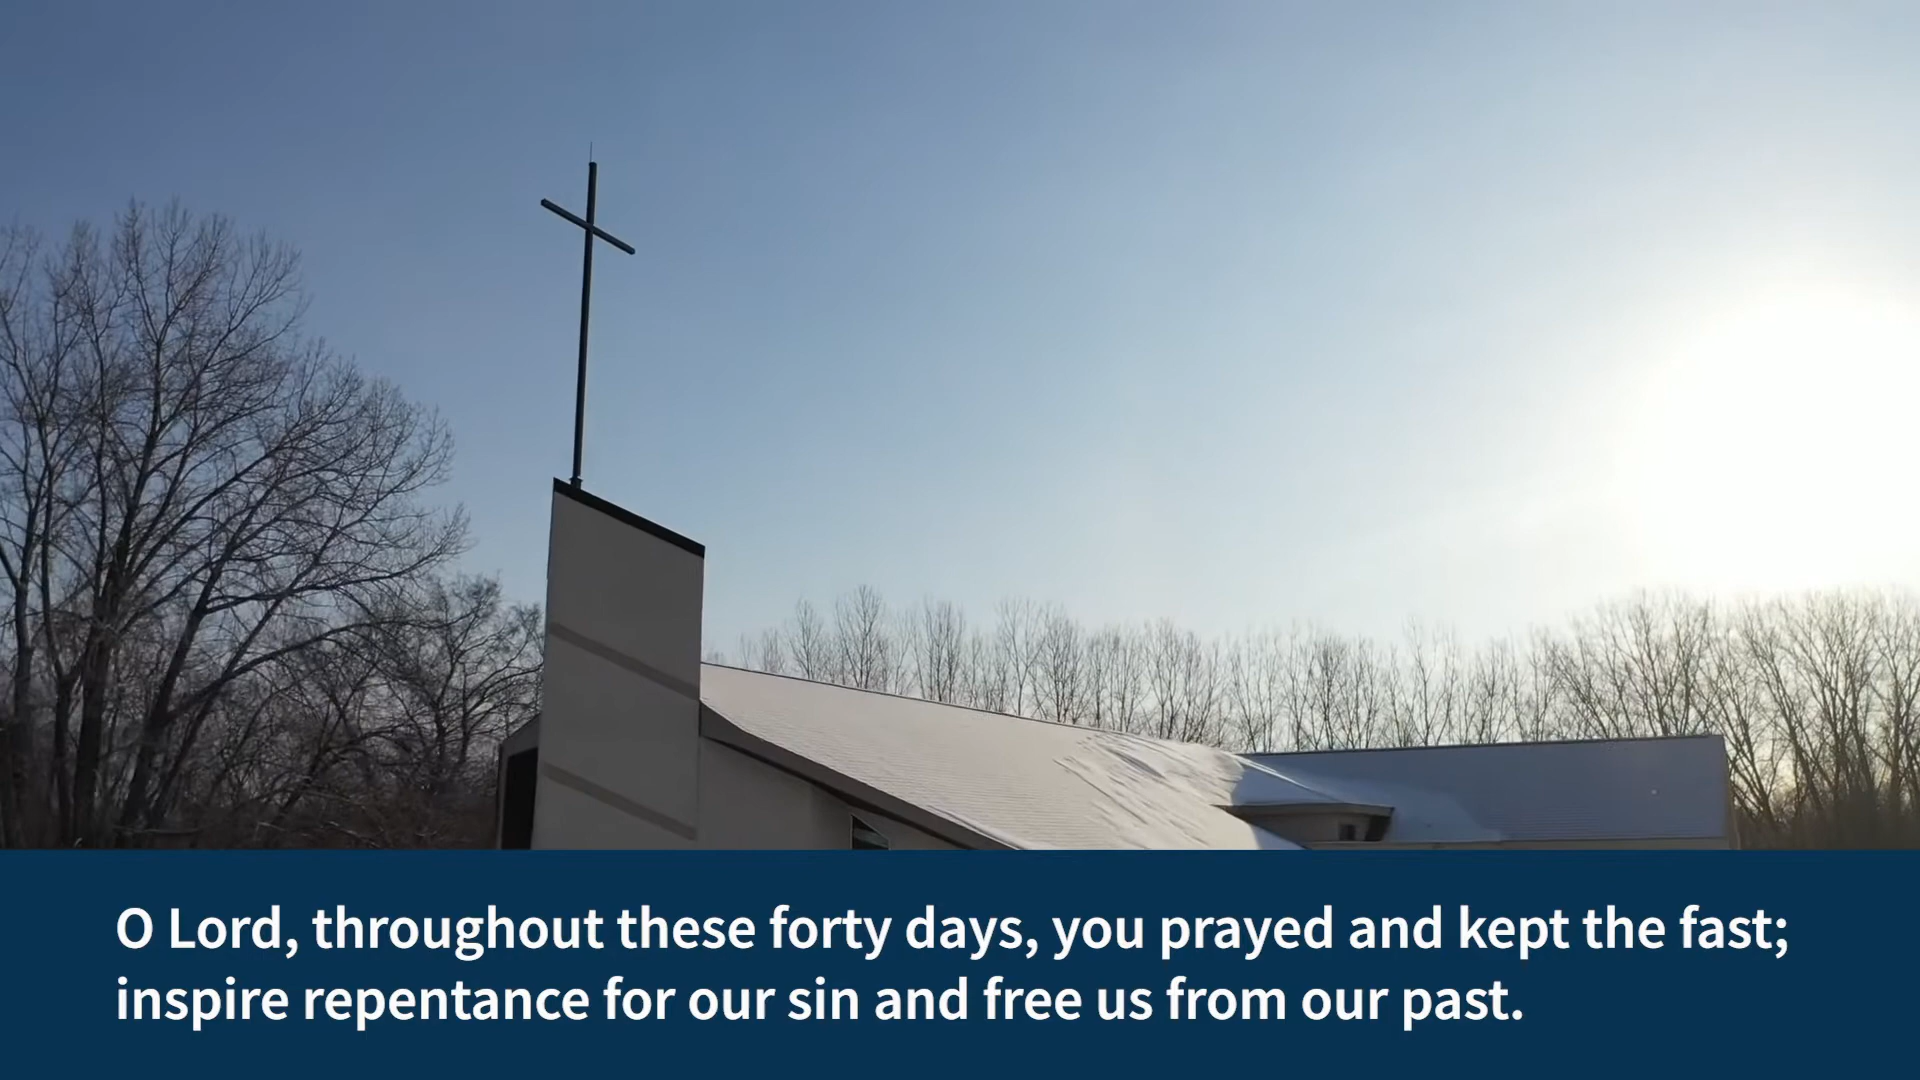 O Lord, throughout these forty days, you prayed and kept the fast;
inspire repentance for our sin and free us from our past.